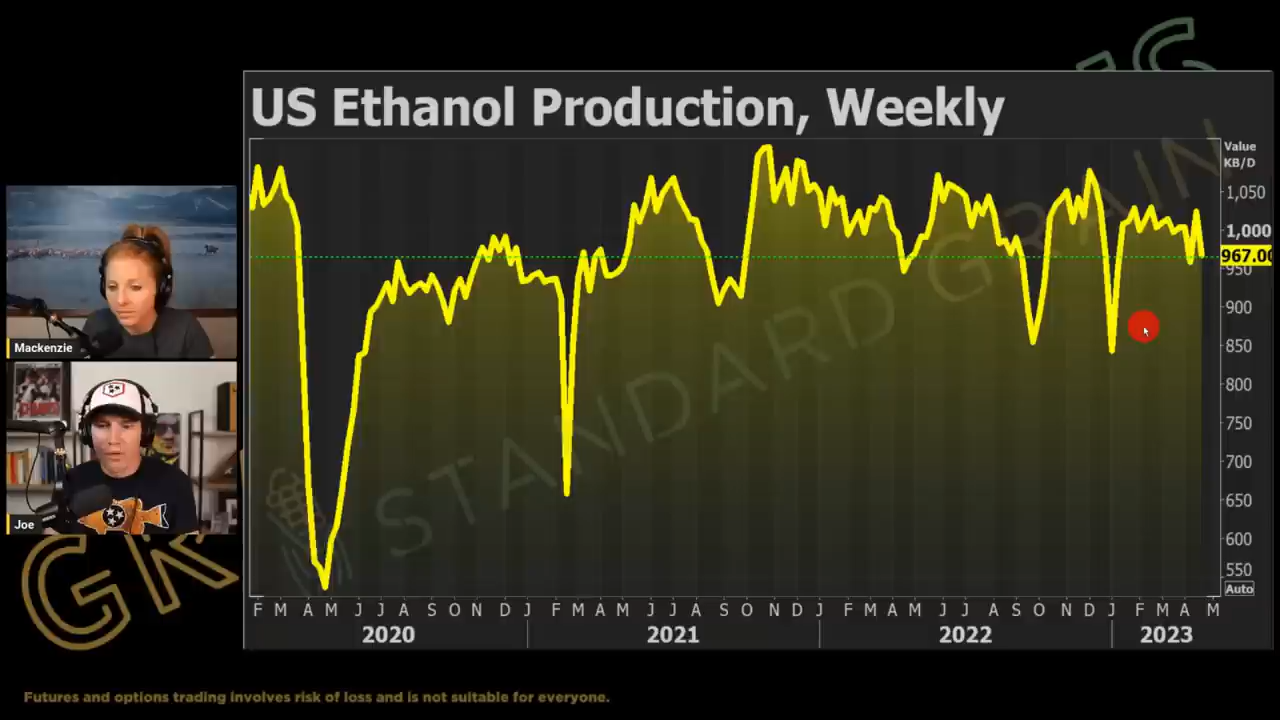 US Ethanol Production, Weekly
Value
KB/D
1,050
1,000
967.00
950
900
850
800
750
700
650
600
550
Auto
F M A M J J A S O N D J F M A M J J A S O N D J F M A M J J A S O N D J F M A M
2020 2021 2022 2023
STANDARD GRAIN
Mackenzie
Joe
Futures and options trading involves risk of loss and is not suitable for everyone.